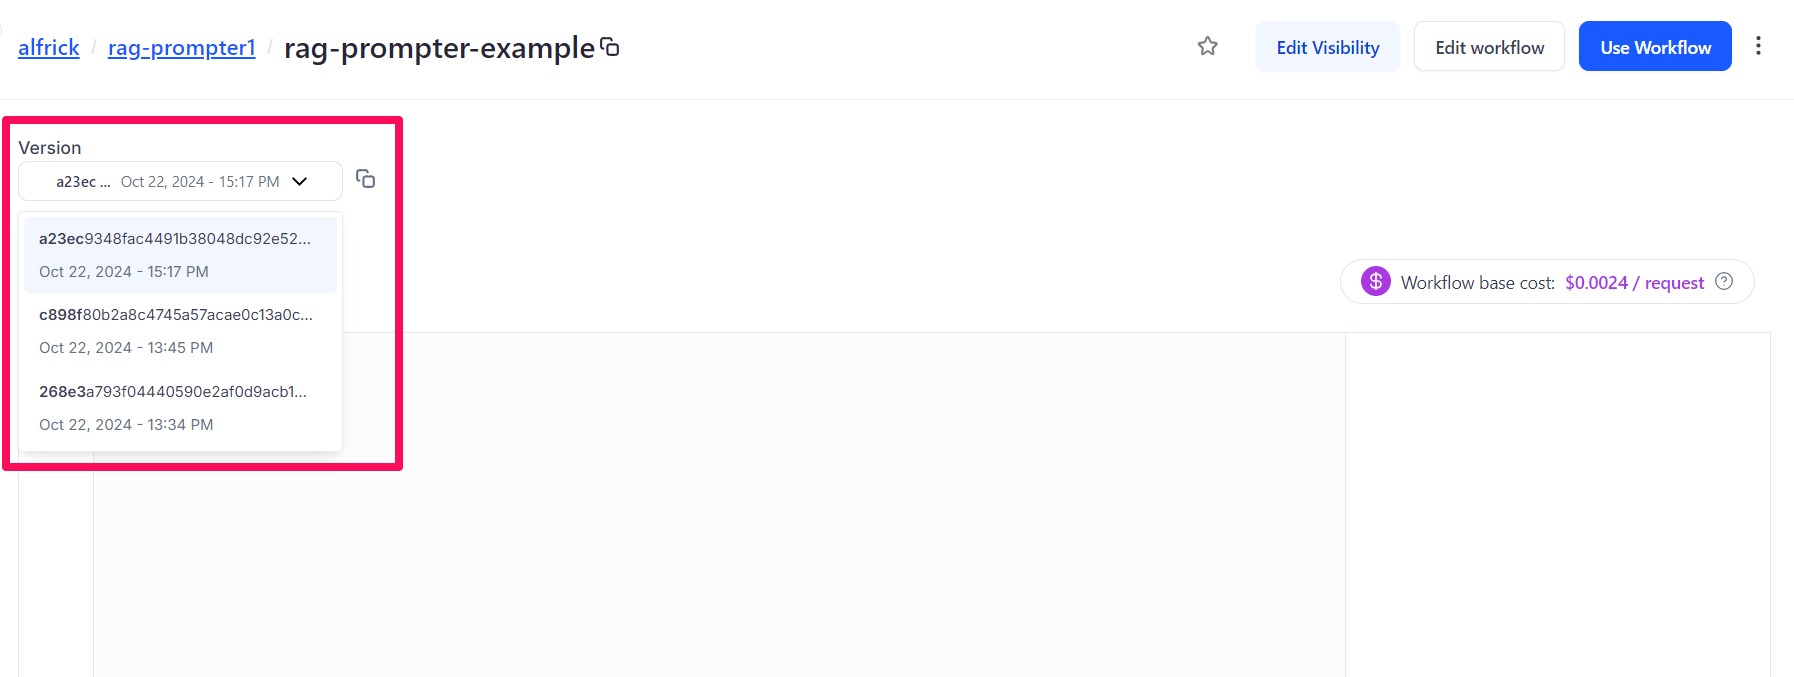 alfrick / rag-prompter1 / rag-prompter-example
Edit Visibility
Edit workflow
Use Workflow
Version
a23ec ... Oct 22, 2024 - 15:17 PM
a23ec9348fac4491b38048dc92e52...
Oct 22, 2024 - 15:17 PM
c898f80b2a8c4745a57acae0c13a0c...
Oct 22, 2024 - 13:45 PM
268e3a793f04440590e2af0d9acb1...
Oct 22, 2024 - 13:34 PM
$ Workflow base cost: $0.0024 / request ?